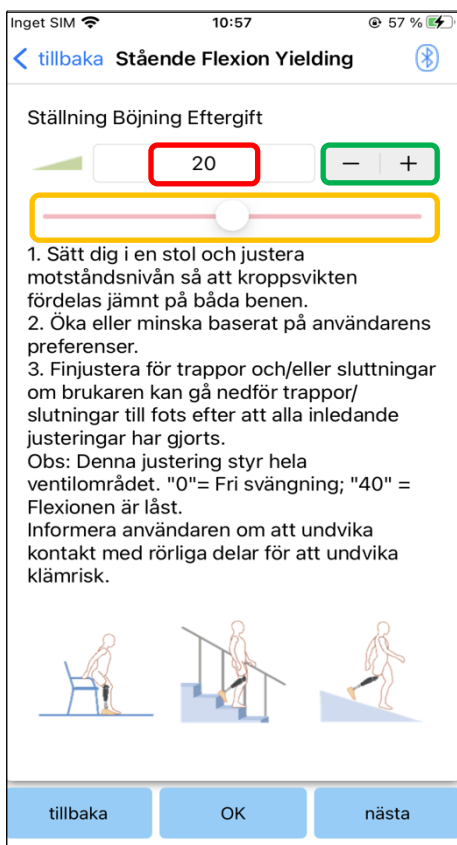 Inget SIM 10:57 57 %
tillbaka Stående Flexion Yielding
Ställning Böjning Eftergift
20 − +
1. Sätt dig i en stol och justera
motståndsnivån så att kroppsvikten
fördelas jämnt på båda benen.
2. Öka eller minska baserat på användarens
preferenser.
3. Finjustera för trappor och/eller sluttningar
om brukaren kan gå nedför trappor/
slutningar till fots efter att alla inledande
justeringar har gjorts.
Obs: Denna justering styr hela
ventilområdet. "0"= Fri svängning; "40" =
Flexionen är låst.
Informera användaren om att undvika
kontakt med rörliga delar för att undvika
klämrisk.
tillbaka OK nästa